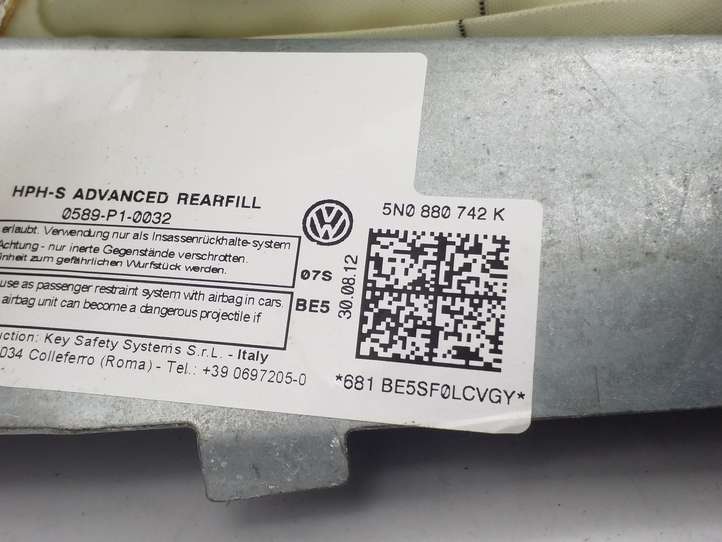 HPH-S ADVANCED REARFILL
0589-P1-0032
erlaubt. Verwendung nur als Insassenrückhalte-system
Achtung - nur inerte Gegenstände verschrotten.
inheit zum gefährlichen Wurfstück werden.
use as passenger restraint system with airbag in cars.
airbag unit can become a dangerous projectile if
uction: Key Safety Systems S.r.L. - Italy
034 Colleferro (Roma) - Tel.: +39 0697205-0
VW
07S
BE5
30.08.12
5N0 880 742 K
*681 BE5SF0LCVGY*